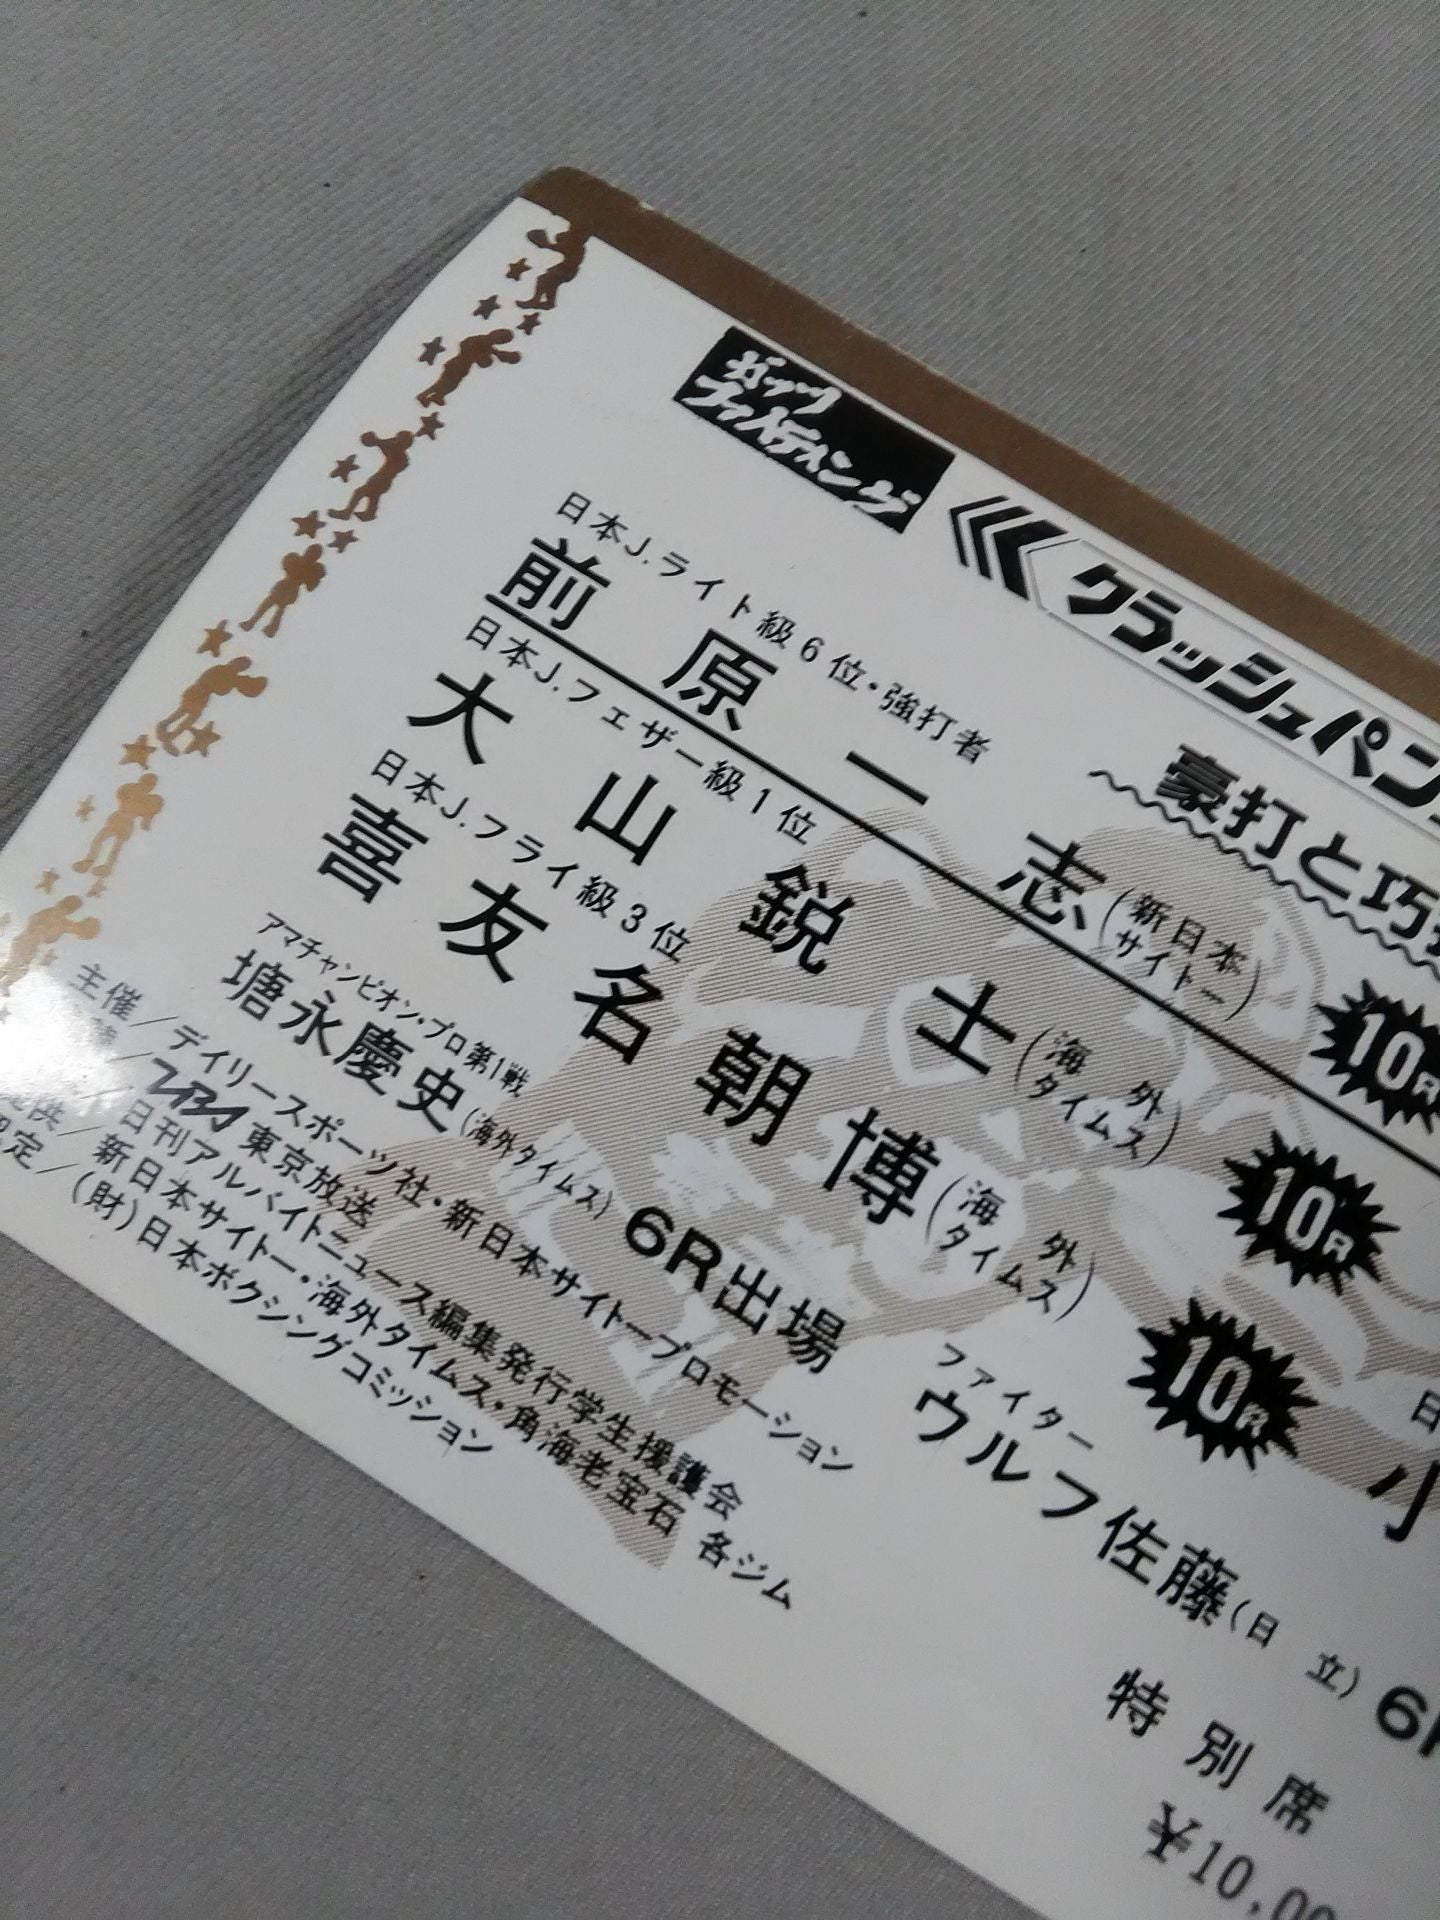 ガッツ
ファイティング
クラッシュパン
〜豪打と巧
日本J.ライト級6位・強打者
前原一志(新日本サイトー)
10R
日本J.フェザー級1位
大山鋭士(海外タイムス)
10R
日本J.フライ級3位
喜友名朝博(海外タイムス)
10R
アマチャンピオン・プロ第1戦
塘永慶史(海外タイムス)6R出場
ファイター
ウルフ佐藤(日立)6R
主催/デイリースポーツ社・新日本サイトープロモーション
TBS 東京放送
日刊アルバイトニュース編集発行学生援護会
新日本サイトー・海外タイムス・角海老宝石 各ジム
認定/(財)日本ボクシングコミッション
特別席
¥10,00